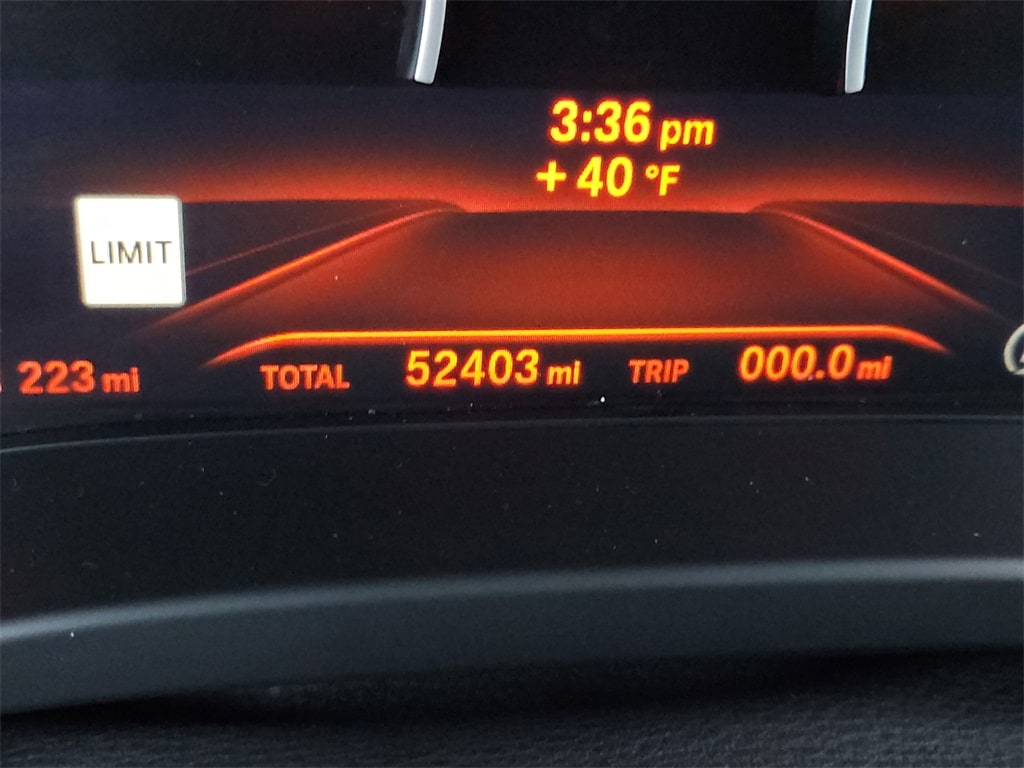 3:36 pm
+ 40 °F
LIMIT
223 mi TOTAL 52403 mi TRIP 000.0 mi